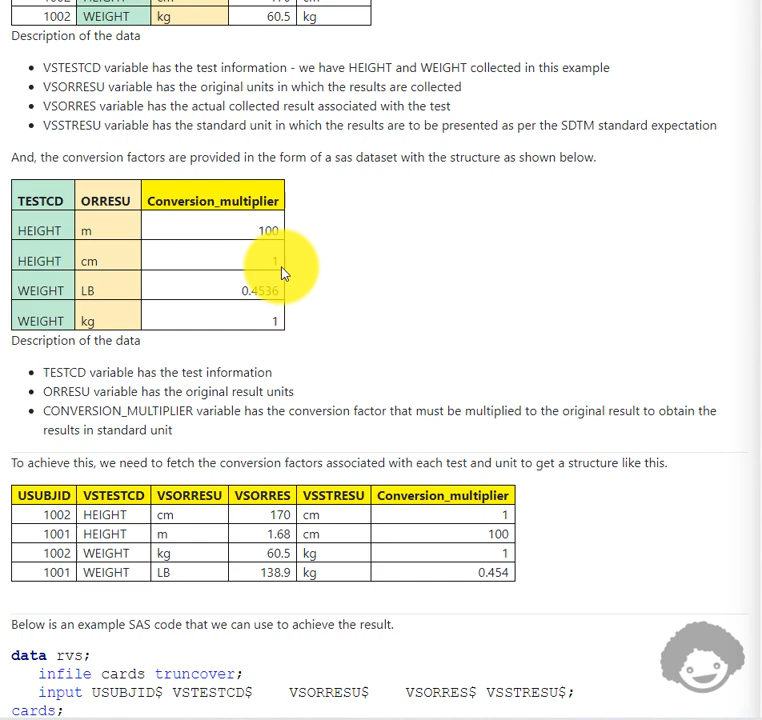 1002 WEIGHT kg 60.5 kg
Description of the data
• VSTESTCD variable has the test information - we have HEIGHT and WEIGHT collected in this example
• VSORRESU variable has the original units in which the results are collected
• VSORRES variable has the actual collected result associated with the test
• VSSTRESU variable has the standard unit in which the results are to be presented as per the SDTM standard expectation
And, the conversion factors are provided in the form of a sas dataset with the structure as shown below.
TESTCD ORRESU Conversion_multiplier
HEIGHT m 100
HEIGHT cm 1
WEIGHT LB 0.4536
WEIGHT kg 1
Description of the data
• TESTCD variable has the test information
• ORRESU variable has the original result units
• CONVERSION_MULTIPLIER variable has the conversion factor that must be multiplied to the original result to obtain the
results in standard unit
To achieve this, we need to fetch the conversion factors associated with each test and unit to get a structure like this.
USUBJID VSTESTCD VSORRESU VSORRES VSSTRESU Conversion_multiplier
1002 HEIGHT cm 170 cm 1
1001 HEIGHT m 1.68 cm 100
1002 WEIGHT kg 60.5 kg 1
1001 WEIGHT LB 138.9 kg 0.454
Below is an example SAS code that we can use to achieve the result.
data rvs;
infile cards truncover;
input USUBJID$ VSTESTCD$ VSORRESU$ VSORRES$ VSSTRESU$;
cards;